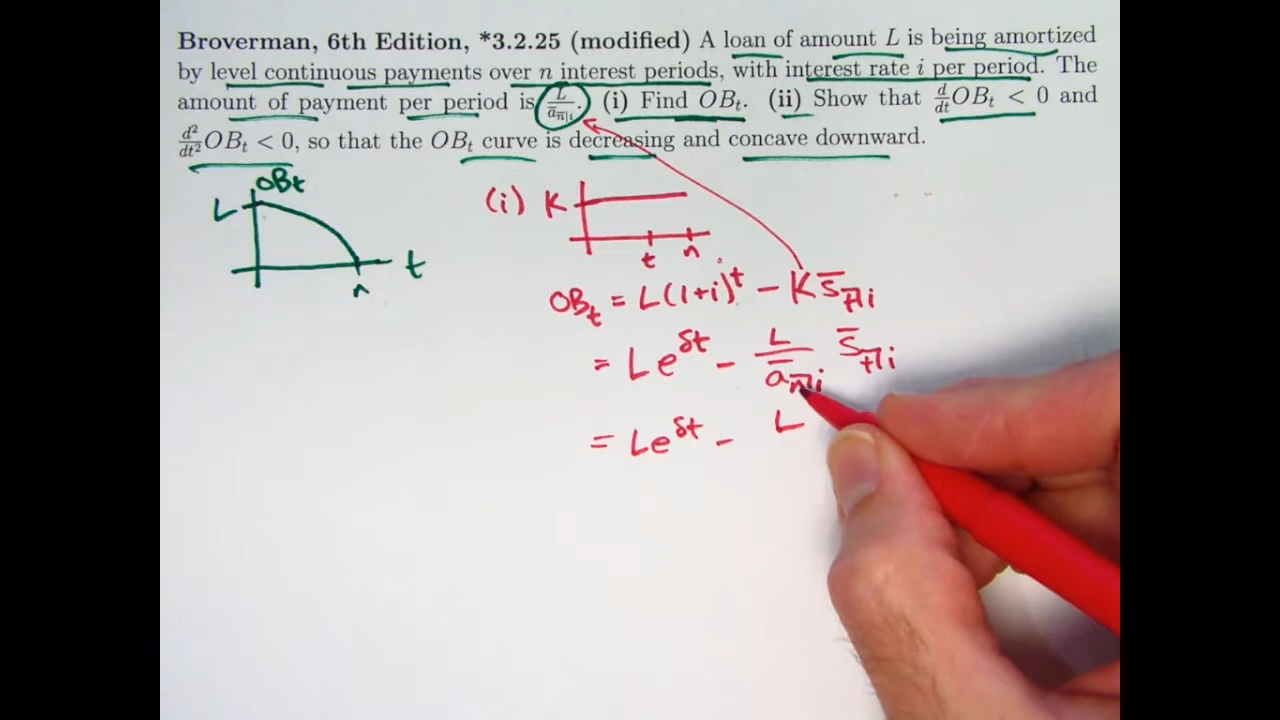 Broverman, 6th Edition, *3.2.25 (modified) A loan of amount L is being amortized
by level continuous payments over n interest periods, with interest rate i per period. The
amount of payment per period is L/ā_n̅|i. (i) Find OB_t. (ii) Show that d/dt OB_t < 0 and
d²/dt² OB_t < 0, so that the OB_t curve is decreasing and concave downward.
OB_t
L
t
n
(i) K
t n
OB_t = L(1+i)^t − K s̄_t̅|i
= Le^δt − L/ā_n̅|i s̄_t̅|i
= Le^δt − L